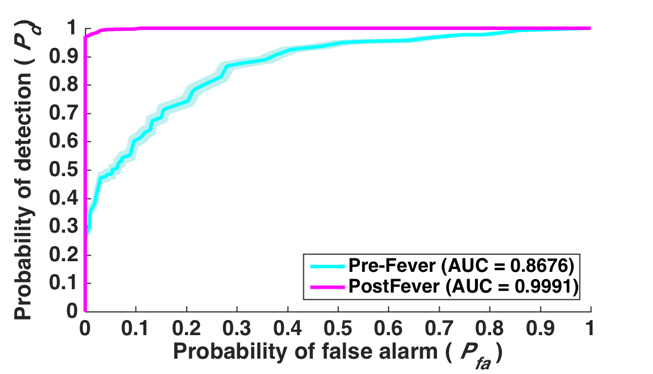 Probability of detection ( P_d )
1
0.9
0.8
0.7
0.6
0.5
0.4
0.3
0.2
0.1
0
0 0.1 0.2 0.3 0.4 0.5 0.6 0.7 0.8 0.9 1
Probability of false alarm ( P_fa )
Pre-Fever (AUC = 0.8676)
PostFever (AUC = 0.9991)